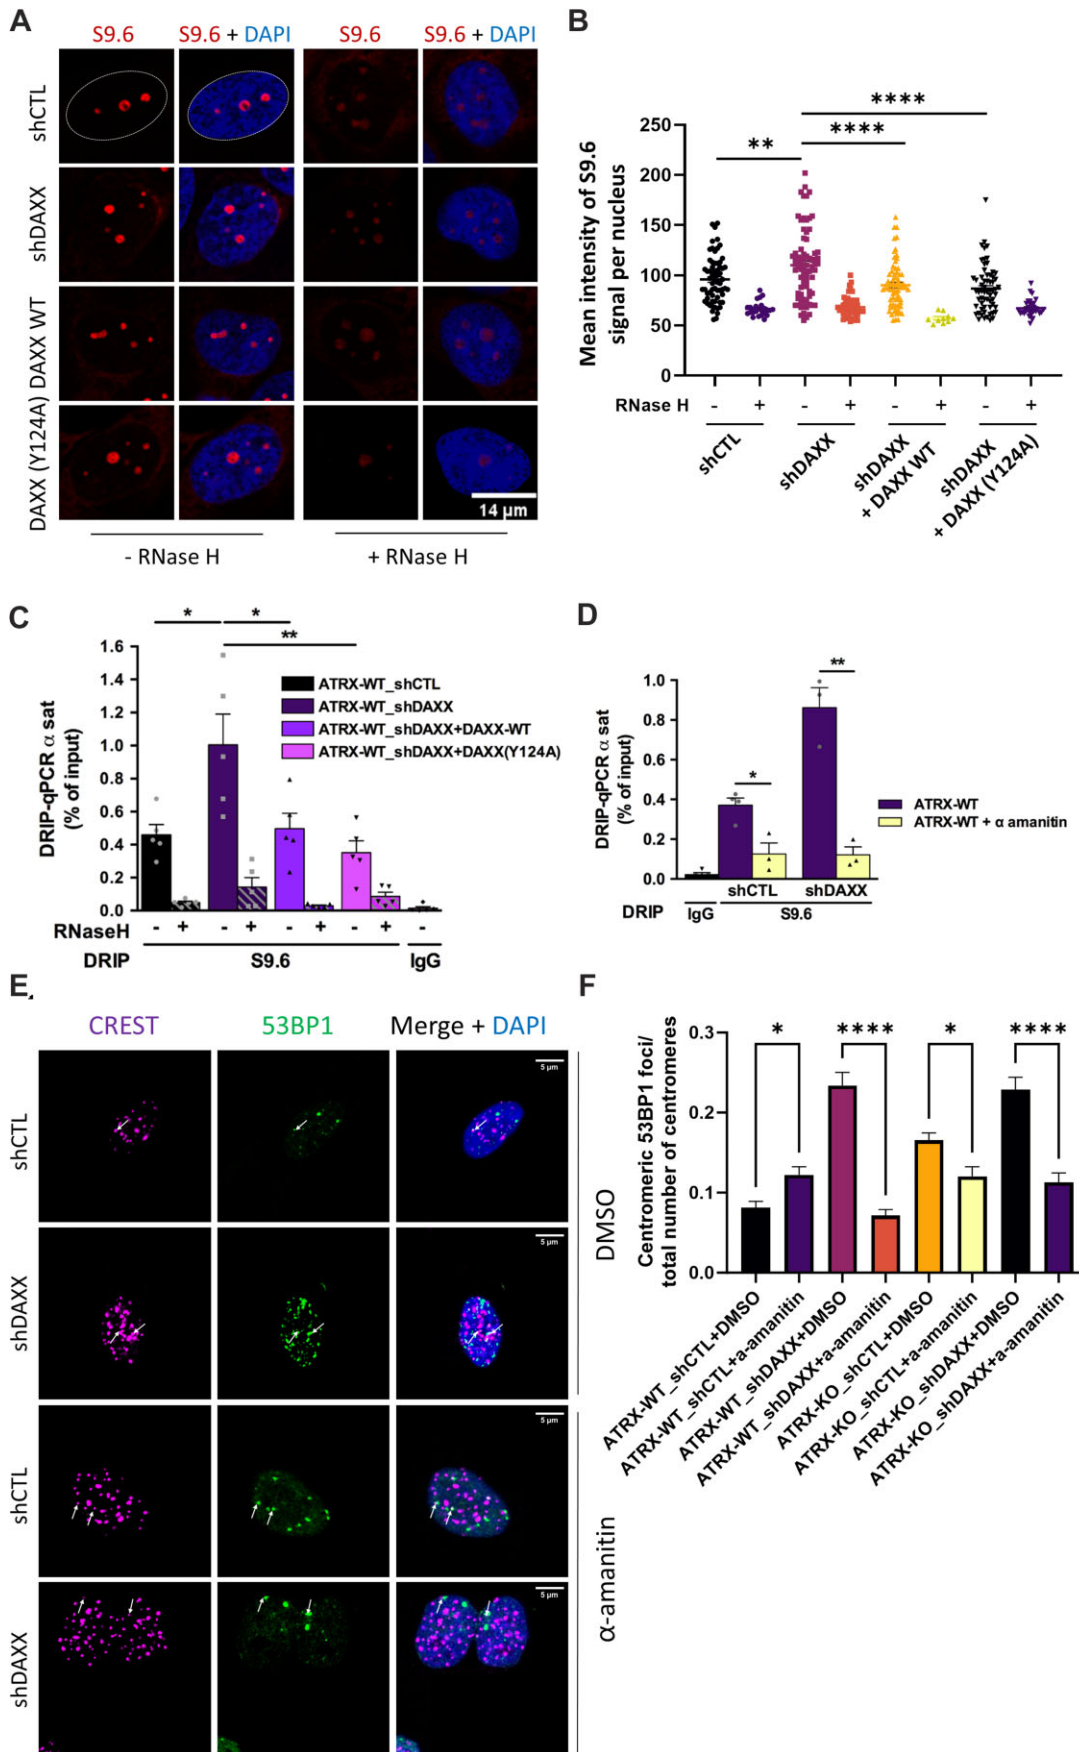 A
S9.6
S9.6 + DAPI
S9.6
S9.6 + DAPI
shCTL
shDAXX
DAXX WT
DAXX (Y124A)
14 µm
- RNase H
+ RNase H
B
Mean intensity of S9.6
signal per nucleus
250
200
150
100
50
0
**
****
****
RNase H
- + - + - + - +
shCTL
shDAXX
shDAXX
+ DAXX WT
shDAXX
+ DAXX (Y124A)
C
DRIP-qPCR α sat
(% of input)
1.6
1.4
1.2
1.0
0.8
0.6
0.4
0.2
0.0
*
*
**
ATRX-WT_shCTL
ATRX-WT_shDAXX
ATRX-WT_shDAXX+DAXX-WT
ATRX-WT_shDAXX+DAXX(Y124A)
RNaseH - + - + - + - + -
DRIP S9.6 IgG
D
DRIP-qPCR α sat
(% of input)
1.0
0.8
0.6
0.4
0.2
0.0
*
**
ATRX-WT
ATRX-WT + α amanitin
shCTL shDAXX
DRIP IgG S9.6
E
CREST
53BP1
Merge + DAPI
shCTL
5 µm
shDAXX
5 µm
DMSO
shCTL
5 µm
shDAXX
5 µm
α-amanitin
F
Centromeric 53BP1 foci/
total number of centromeres
0.3
0.2
0.1
0.0
*
****
*
****
ATRX-WT_shCTL+DMSO
ATRX-WT_shCTL+a-amanitin
ATRX-WT_shDAXX+DMSO
ATRX-WT_shDAXX+a-amanitin
ATRX-KO_shCTL+DMSO
ATRX-KO_shCTL+a-amanitin
ATRX-KO_shDAXX+DMSO
ATRX-KO_shDAXX+a-amanitin